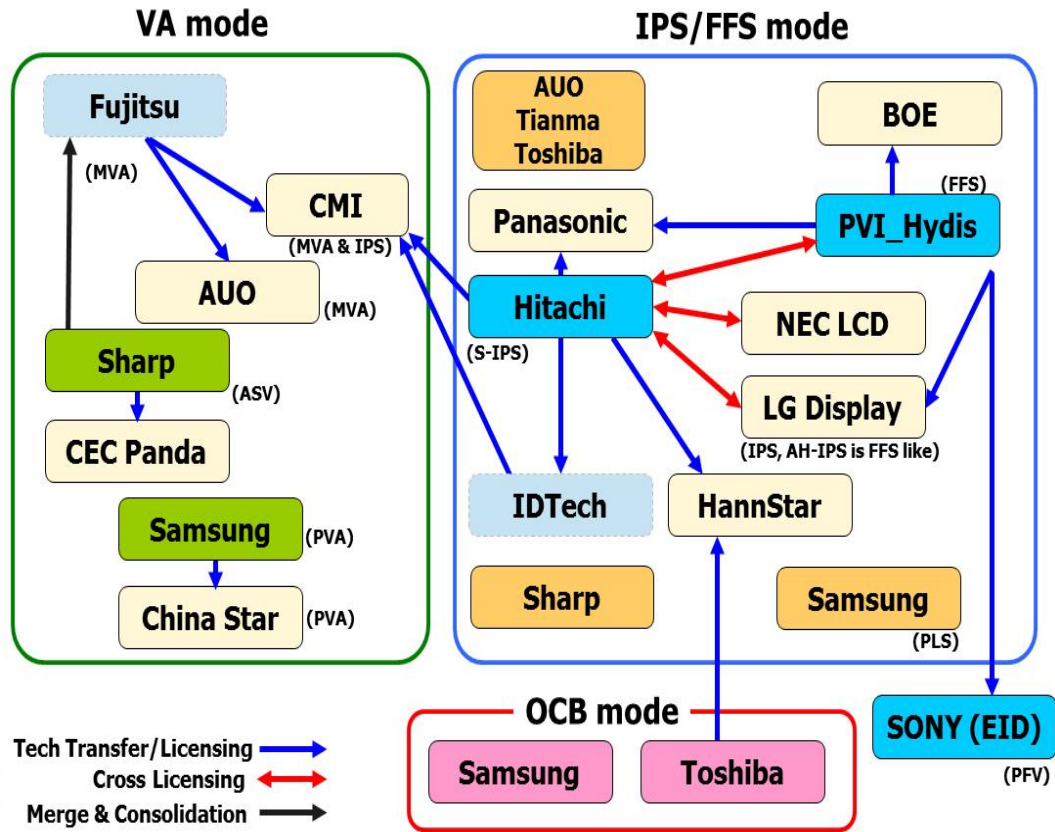 VA mode
Fujitsu
(MVA)
CMI
(MVA & IPS)
AUO
(MVA)
Sharp
(ASV)
CEC Panda
Samsung
(PVA)
China Star
(PVA)
IPS/FFS mode
AUO
Tianma
Toshiba
BOE
(FFS)
Panasonic
PVI_Hydis
Hitachi
(S-IPS)
NEC LCD
LG Display
(IPS, AH-IPS is FFS like)
IDTech
HannStar
Sharp
Samsung
(PLS)
OCB mode
Samsung
Toshiba
SONY (EID)
(PFV)
Tech Transfer/Licensing
Cross Licensing
Merge & Consolidation